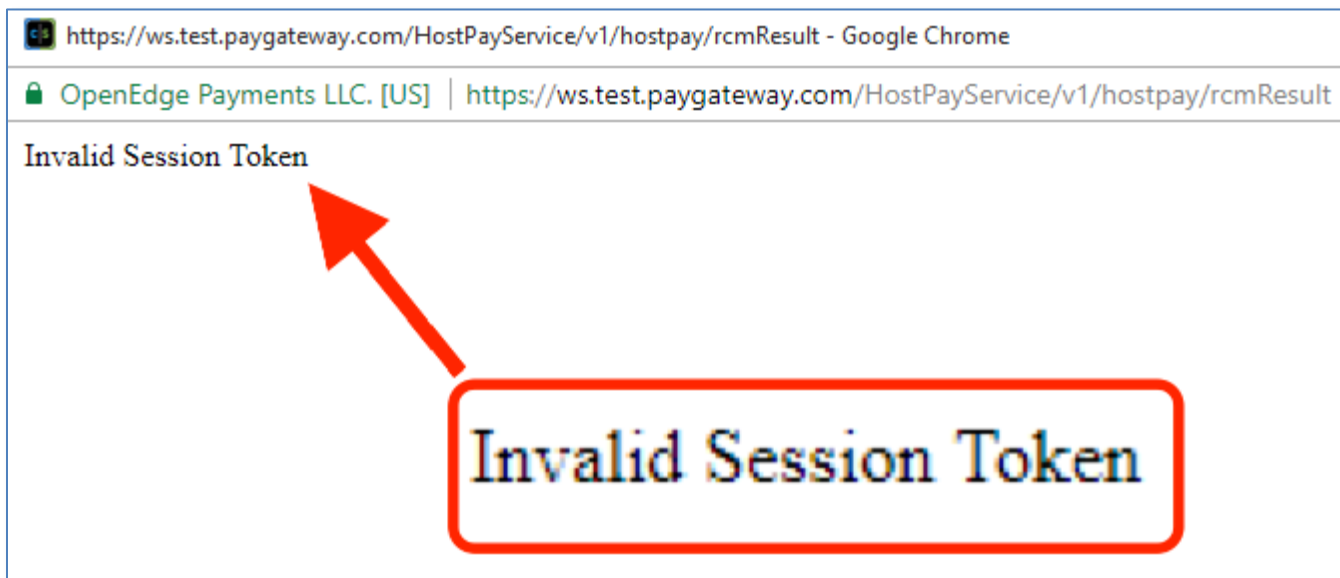 https://ws.test.paygateway.com/HostPayService/v1/hostpay/rcmResult - Google Chrome
OpenEdge Payments LLC. [US] | https://ws.test.paygateway.com/HostPayService/v1/hostpay/rcmResult
Invalid Session Token
Invalid Session Token